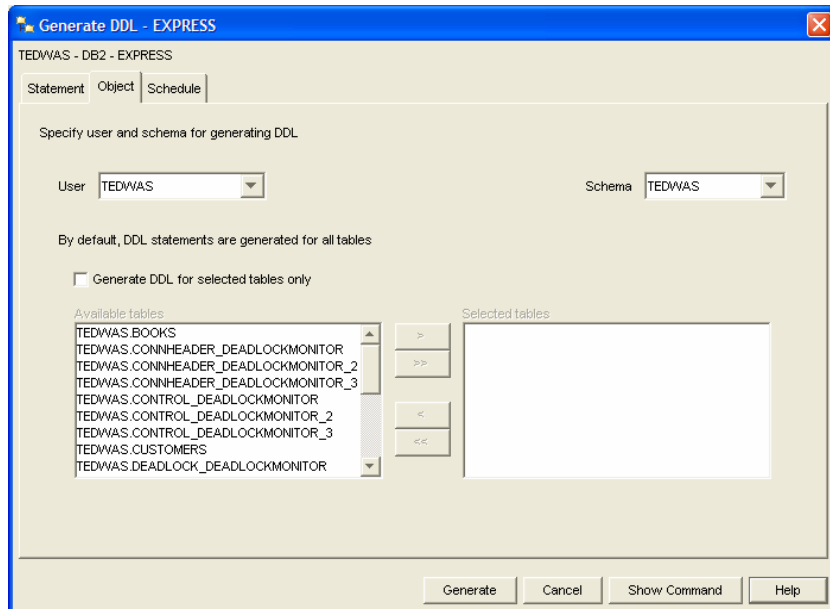 Generate DDL - EXPRESS
TEDWAS - DB2 - EXPRESS
Statement Object Schedule
Specify user and schema for generating DDL
User TEDWAS Schema TEDWAS
By default, DDL statements are generated for all tables
Generate DDL for selected tables only
Available tables Selected tables
TEDWAS.BOOKS
TEDWAS.CONNHEADER_DEADLOCKMONITOR >
TEDWAS.CONNHEADER_DEADLOCKMONITOR_2 >>
TEDWAS.CONNHEADER_DEADLOCKMONITOR_3
TEDWAS.CONTROL_DEADLOCKMONITOR
TEDWAS.CONTROL_DEADLOCKMONITOR_2 <
TEDWAS.CONTROL_DEADLOCKMONITOR_3
TEDWAS.CUSTOMERS <<
TEDWAS.DEADLOCK_DEADLOCKMONITOR
Generate Cancel Show Command Help